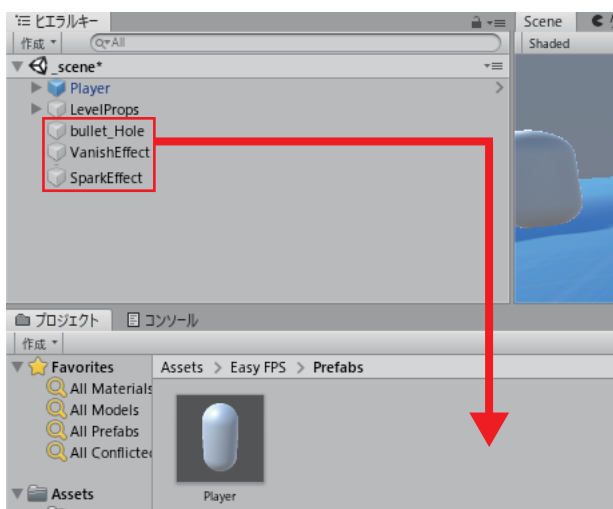 ヒエラルキー
Scene
作成
All
Shaded
_scene*
Player
LevelProps
bullet_Hole
VanishEffect
SparkEffect
プロジェクト
コンソール
作成
Favorites
Assets > Easy FPS > Prefabs
All Materials
All Models
All Prefabs
All Conflicte
Assets
Player